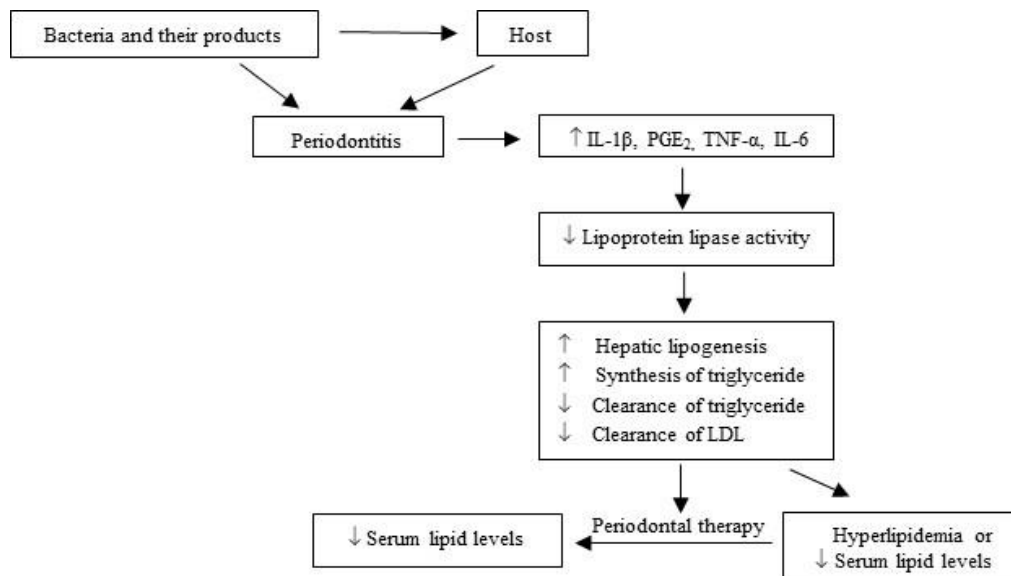 Bacteria and their products
Host
Periodontitis
↑ IL-1β, PGE₂, TNF-α, IL-6
↓ Lipoprotein lipase activity
↑ Hepatic lipogenesis
↑ Synthesis of triglyceride
↓ Clearance of triglyceride
↓ Clearance of LDL
↓ Serum lipid levels
Periodontal therapy
Hyperlipidemia or
↓ Serum lipid levels